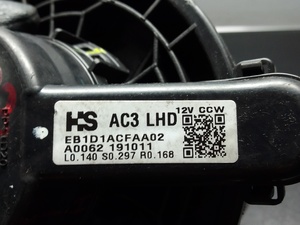 HS AC3 LHD 12V CCW
EB1D1ACFAA02
A0062 191011
L0.140 S0.297 R0.168